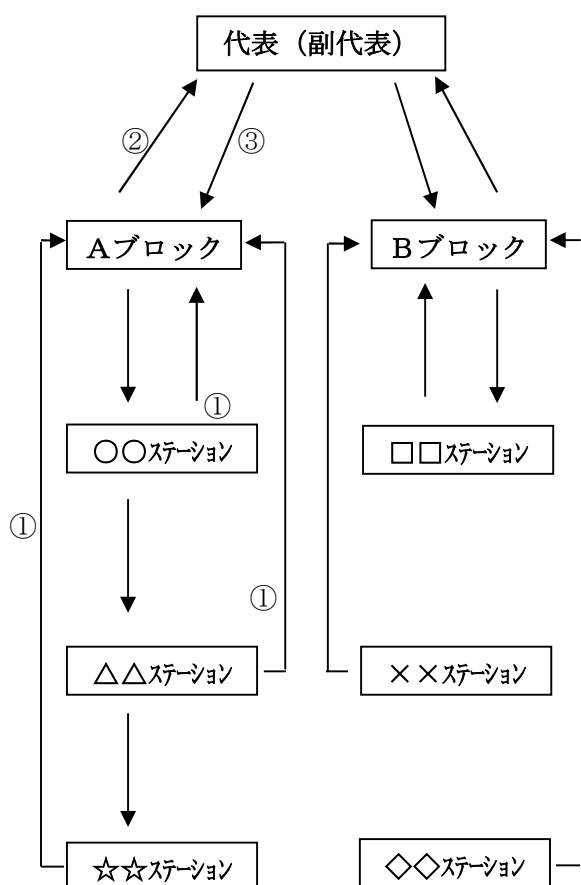 代表（副代表）
②
③
Aブロック
Bブロック
①
○○ステーション
□□ステーション
①
①
△△ステーション
××ステーション
☆☆ステーション
◇◇ステーション